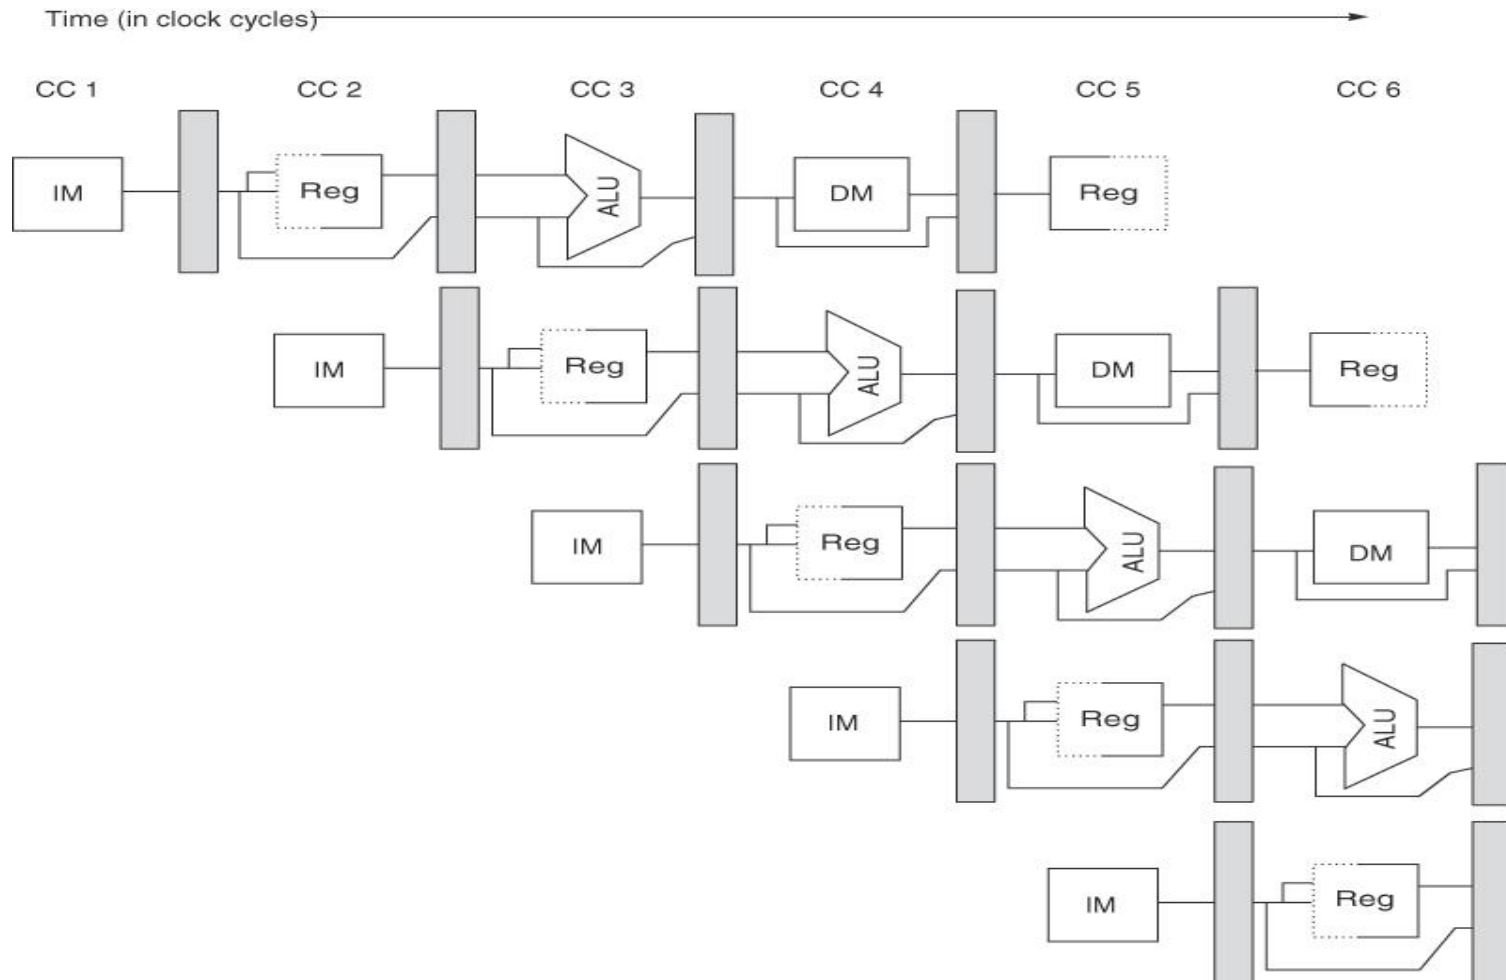 Time (in clock cycles)
CC 1 CC 2 CC 3 CC 4 CC 5 CC 6
IM Reg ALU DM Reg
IM Reg ALU DM Reg
IM Reg ALU DM
IM Reg ALU
IM Reg